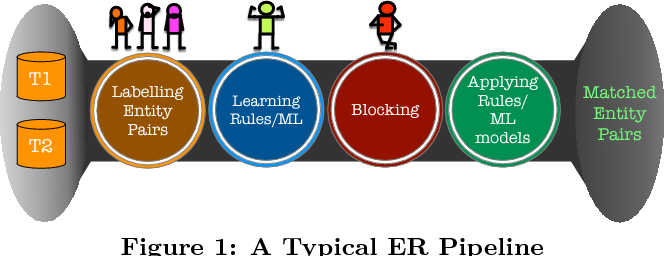 T1
T2
Labelling
Entity
Pairs
Learning
Rules/ML
Blocking
Applying
Rules/
ML
models
Matched
Entity
Pairs
Figure 1: A Typical ER Pipeline